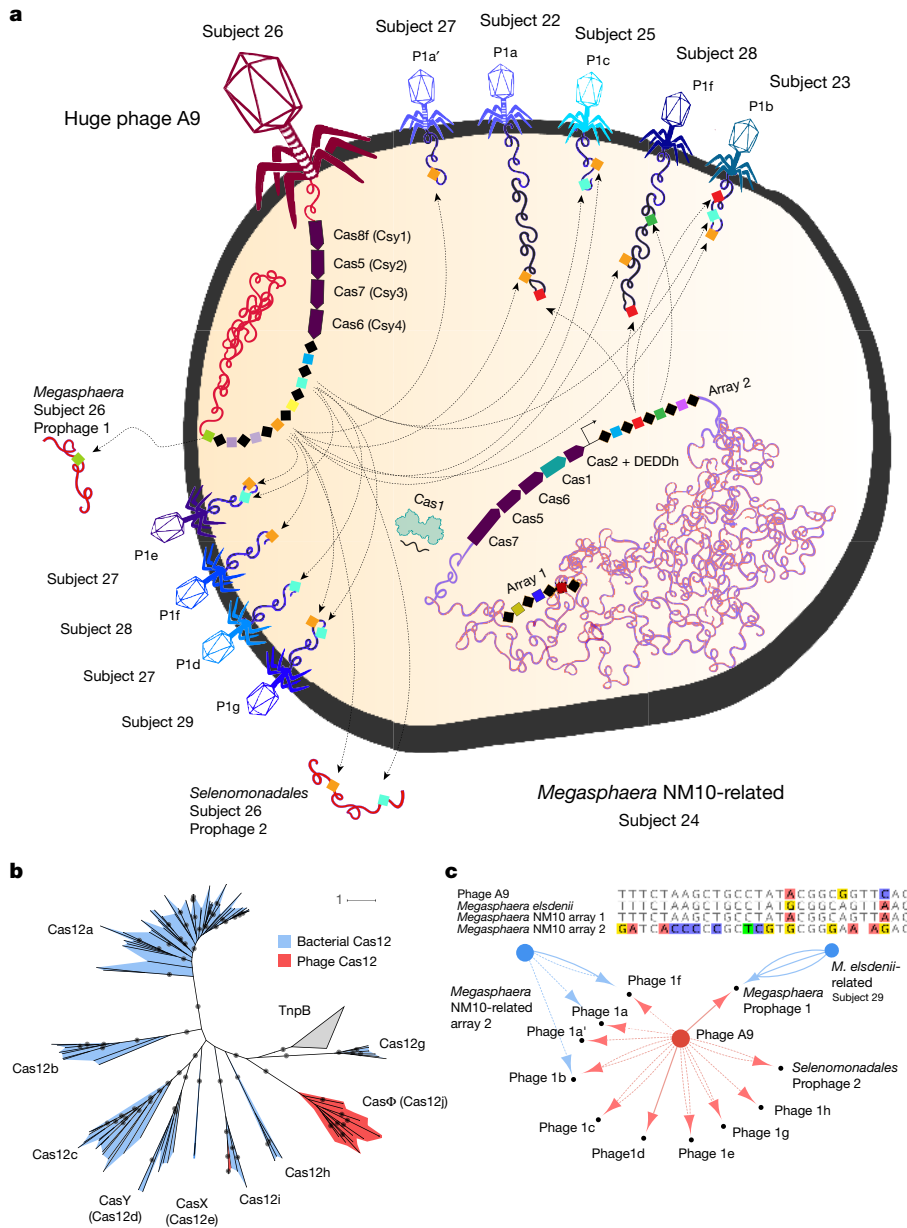 a
Subject 26
Subject 27
Subject 22
Subject 25
Subject 28
Subject 23
P1a′
P1a
P1c
P1f
P1b
Huge phage A9
Cas8f (Csy1)
Cas5 (Csy2)
Cas7 (Csy3)
Cas6 (Csy4)
Megasphaera
Subject 26
Prophage 1
Array 2
Cas2 + DEDDh
Cas1
Cas6
Cas5
Cas7
Cas1
Array 1
P1e
Subject 27
P1f
Subject 28
P1d
Subject 27
P1g
Subject 29
Selenomonadales
Subject 26
Prophage 2
Megasphaera NM10-related
Subject 24
b
1
Cas12a
Bacterial Cas12
Phage Cas12
TnpB
Cas12g
Cas12b
CasΦ (Cas12j)
Cas12c
Cas12h
Cas12i
CasY
(Cas12d)
CasX
(Cas12e)
c
Phage A9 TTTCTAAGCTGCCTATACGGCGGTTCAC
Megasphaera elsdenii TTTCTAAGCTGCCTATGCGGCAGTTAAC
Megasphaera NM10 array 1 TTTCTAAGCTGCCTATACGGCAGTTAAC
Megasphaera NM10 array 2 GATCACCCCCGCTCGTGCGGGAA AGAC
Megasphaera
NM10-related
array 2
M. elsdenii-
related
Subject 29
Phage 1f
Megasphaera
Prophage 1
Phage 1a
Phage 1a'
Phage A9
Phage 1b
Selenomonadales
Prophage 2
Phage 1h
Phage 1c
Phage 1g
Phage1d
Phage 1e